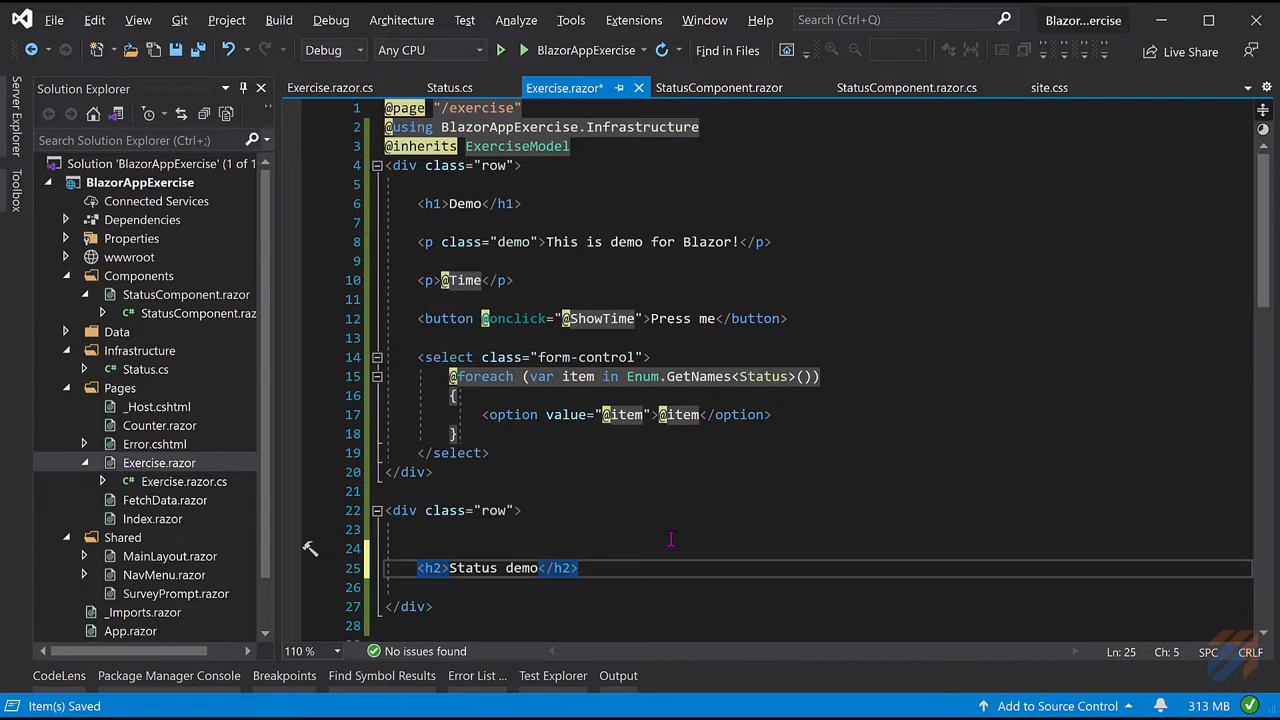 File Edit View Git Project Build Debug Architecture Test Analyze Tools Extensions Window Help Search (Ctrl+Q) Blazor...ercise
Debug Any CPU BlazorAppExercise Find in Files Live Share
Server Explorer
Toolbox
Solution Explorer
Search Solution Explorer (Ctrl+;)
Solution 'BlazorAppExercise' (1 of 1)
BlazorAppExercise
Connected Services
Dependencies
Properties
wwwroot
Components
StatusComponent.razor
C# StatusComponent.raz
Data
Infrastructure
Status.cs
Pages
_Host.cshtml
Counter.razor
Error.cshtml
Exercise.razor
C# Exercise.razor.cs
FetchData.razor
Index.razor
Shared
MainLayout.razor
NavMenu.razor
SurveyPrompt.razor
_Imports.razor
App.razor
Exercise.razor.cs Status.cs Exercise.razor* StatusComponent.razor StatusComponent.razor.cs site.css
1 @page "/exercise"
2 @using BlazorAppExercise.Infrastructure
3 @inherits ExerciseModel
4 <div class="row">
5
6 <h1>Demo</h1>
7
8 <p class="demo">This is demo for Blazor!</p>
9
10 <p>@Time</p>
11
12 <button @onclick="@ShowTime">Press me</button>
13
14 <select class="form-control">
15 @foreach (var item in Enum.GetNames<Status>())
16 {
17 <option value="@item">@item</option>
18 }
19 </select>
20 </div>
21
22 <div class="row">
23
24
25 <h2>Status demo</h2>
26
27 </div>
28
110 % No issues found Ln: 25 Ch: 5 SPC CRLF
CodeLens Package Manager Console Breakpoints Find Symbol Results Error List ... Test Explorer Output
Item(s) Saved Add to Source Control 313 MB